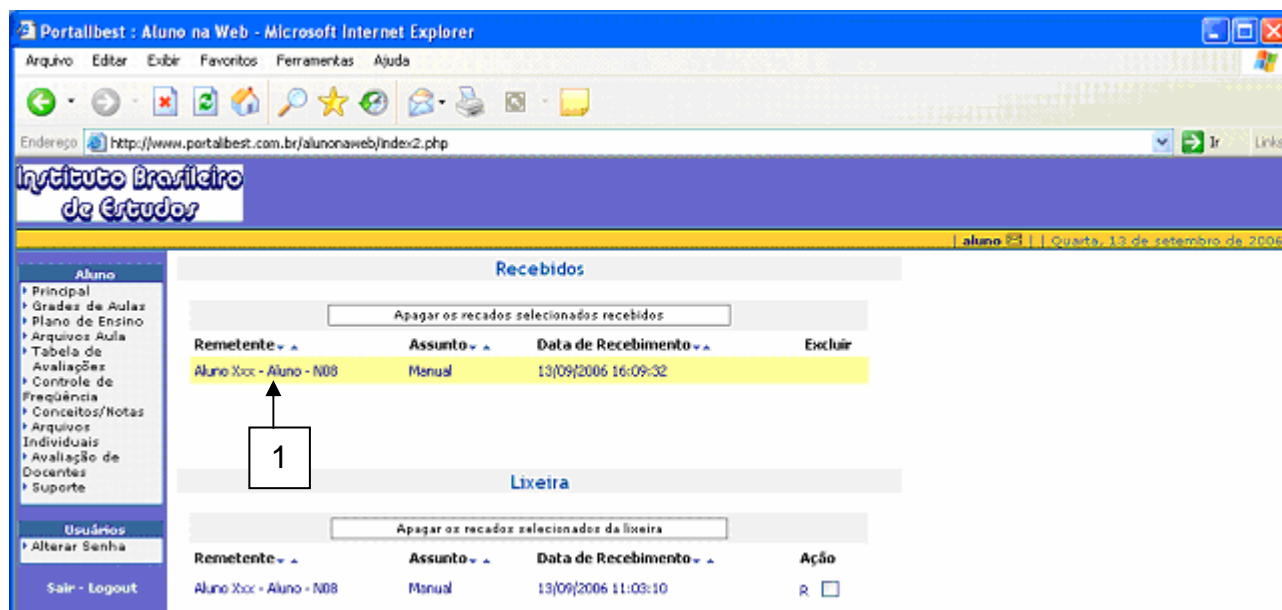 Portalibest : Aluno na Web - Microsoft Internet Explorer
Arquivo Editar Exibir Favoritos Ferramentas Ajuda
Endereço http://www.portalibest.com.br/alunonaweb/index2.php Ir Links
Instituto Brasileiro
de Estudos
| aluno | | Quarta, 13 de setembro de 2006
Aluno
Principal
Grades de Aulas
Plano de Ensino
Arquivos Aula
Tabela de
Avaliações
Controle de
Freqüência
Conceitos/Notas
Arquivos
Individuais
Avaliação de
Docentes
Suporte
Usuários
Alterar Senha
Sair - Logout
Recebidos
Apagar os recados selecionados recebidos
Remetente Assunto Data de Recebimento Excluir
Aluno Xxx - Aluno - N08 Manual 13/09/2006 16:09:32
1
Lixeira
Apagar os recados selecionados da lixeira
Remetente Assunto Data de Recebimento Ação
Aluno Xxx - Aluno - N08 Manual 13/09/2006 11:03:10 R